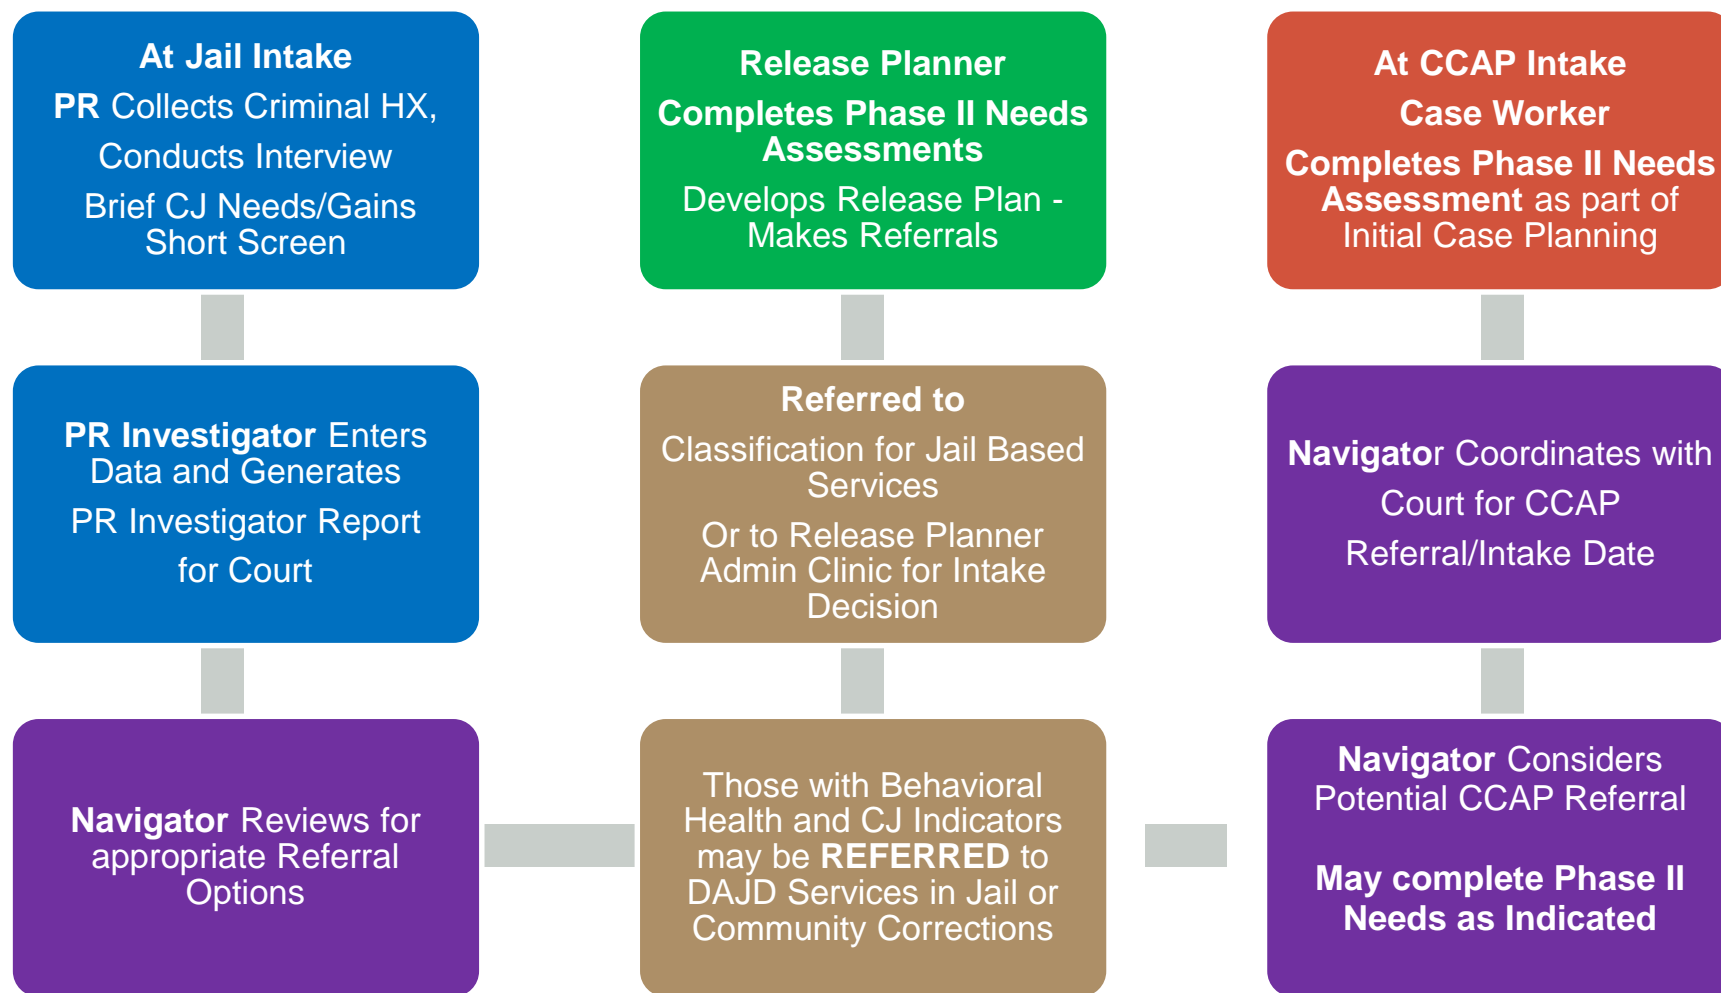 At Jail Intake
PR Collects Criminal HX,
Conducts Interview
Brief CJ Needs/Gains
Short Screen
PR Investigator Enters
Data and Generates
PR Investigator Report
for Court
Navigator Reviews for
appropriate Referral
Options
Release Planner
Completes Phase II Needs
Assessments
Develops Release Plan -
Makes Referrals
Referred to
Classification for Jail Based
Services
Or to Release Planner
Admin Clinic for Intake
Decision
Those with Behavioral
Health and CJ Indicators
may be REFERRED to
DAJD Services in Jail or
Community Corrections
At CCAP Intake
Case Worker
Completes Phase II Needs
Assessment as part of
Initial Case Planning
Navigator Coordinates with
Court for CCAP
Referral/Intake Date
Navigator Considers
Potential CCAP Referral
May complete Phase II
Needs as Indicated